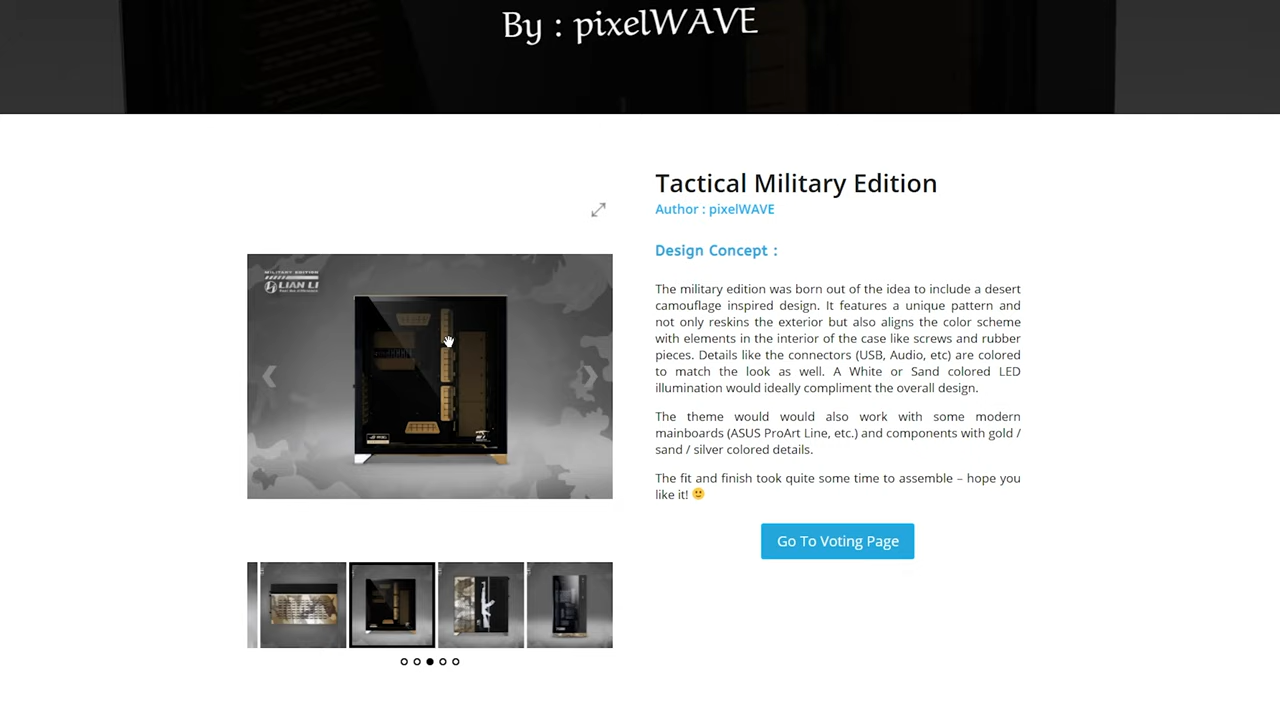 By : pixelWAVE
Tactical Military Edition
Author : pixelWAVE
Design Concept :
The military edition was born out of the idea to include a desert
camouflage inspired design. It features a unique pattern and
not only reskins the exterior but also aligns the color scheme
with elements in the interior of the case like screws and rubber
pieces. Details like the connectors (USB, Audio, etc) are colored
to match the look as well. A White or Sand colored LED
illumination would ideally compliment the overall design.
The theme would would also work with some modern
mainboards (ASUS ProArt Line, etc.) and components with gold /
sand / silver colored details.
The fit and finish took quite some time to assemble – hope you
like it! 🙂
Go To Voting Page
MILITARY EDITION
LIAN LI